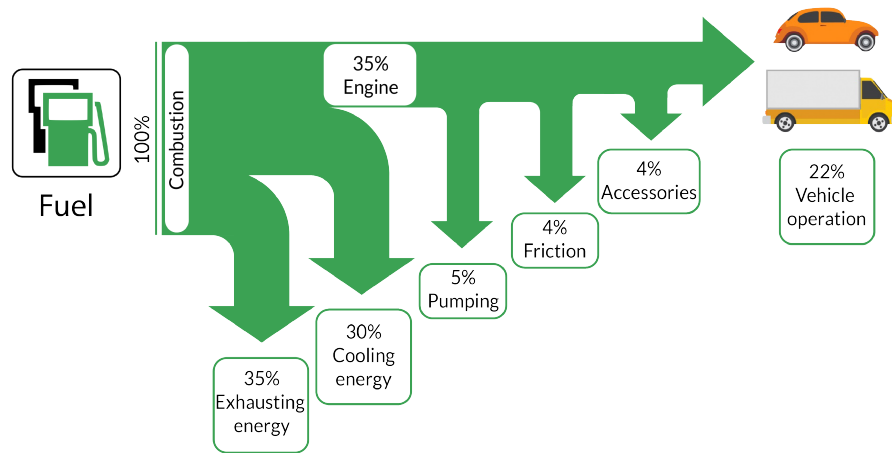 Fuel
100%
Combustion
35%
Engine
35%
Exhausting
energy
30%
Cooling
energy
5%
Pumping
4%
Friction
4%
Accessories
22%
Vehicle
operation